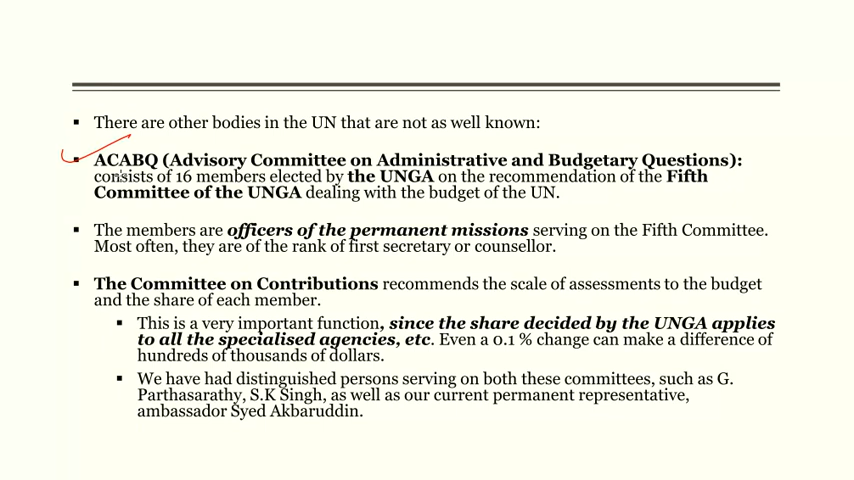 ▪ There are other bodies in the UN that are not as well known:
▪ ACABQ (Advisory Committee on Administrative and Budgetary Questions):
consists of 16 members elected by the UNGA on the recommendation of the Fifth
Committee of the UNGA dealing with the budget of the UN.
▪ The members are officers of the permanent missions serving on the Fifth Committee.
Most often, they are of the rank of first secretary or counsellor.
▪ The Committee on Contributions recommends the scale of assessments to the budget
and the share of each member.
▪ This is a very important function, since the share decided by the UNGA applies
to all the specialised agencies, etc. Even a 0.1 % change can make a difference of
hundreds of thousands of dollars.
▪ We have had distinguished persons serving on both these committees, such as G.
Parthasarathy, S.K Singh, as well as our current permanent representative,
ambassador Syed Akbaruddin.